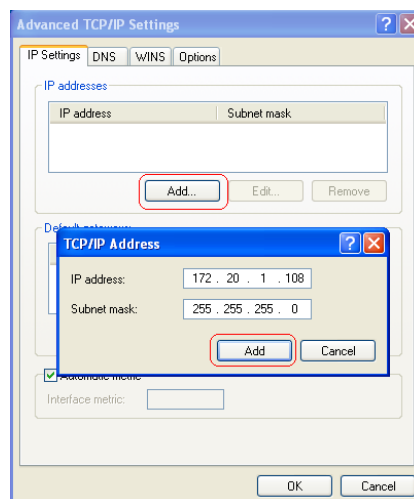 Advanced TCP/IP Settings
IP Settings DNS WINS Options
IP addresses
IP address Subnet mask
Add... Edit... Remove
TCP/IP Address
IP address: 172 . 20 . 1 . 108
Subnet mask: 255 . 255 . 255 . 0
Add Cancel
Automatic metric
Interface metric:
OK Cancel